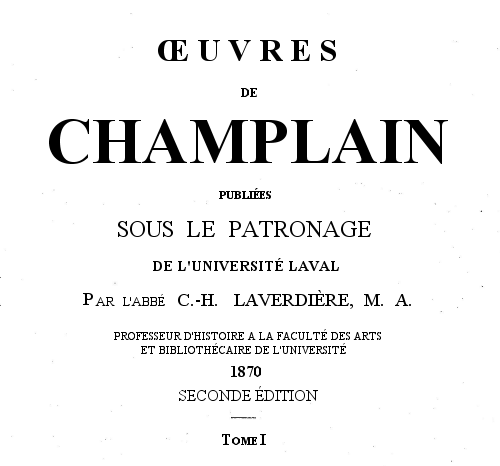 ŒUVRES
DE
CHAMPLAIN
PUBLIÉES
SOUS LE PATRONAGE
DE L'UNIVERSITÉ LAVAL
PAR L'ABBÉ C.-H. LAVERDIÈRE, M. A.
PROFESSEUR D'HISTOIRE A LA FACULTÉ DES ARTS
ET BIBLIOTHÉCAIRE DE L'UNIVERSITÉ
1870
SECONDE ÉDITION
TOME I